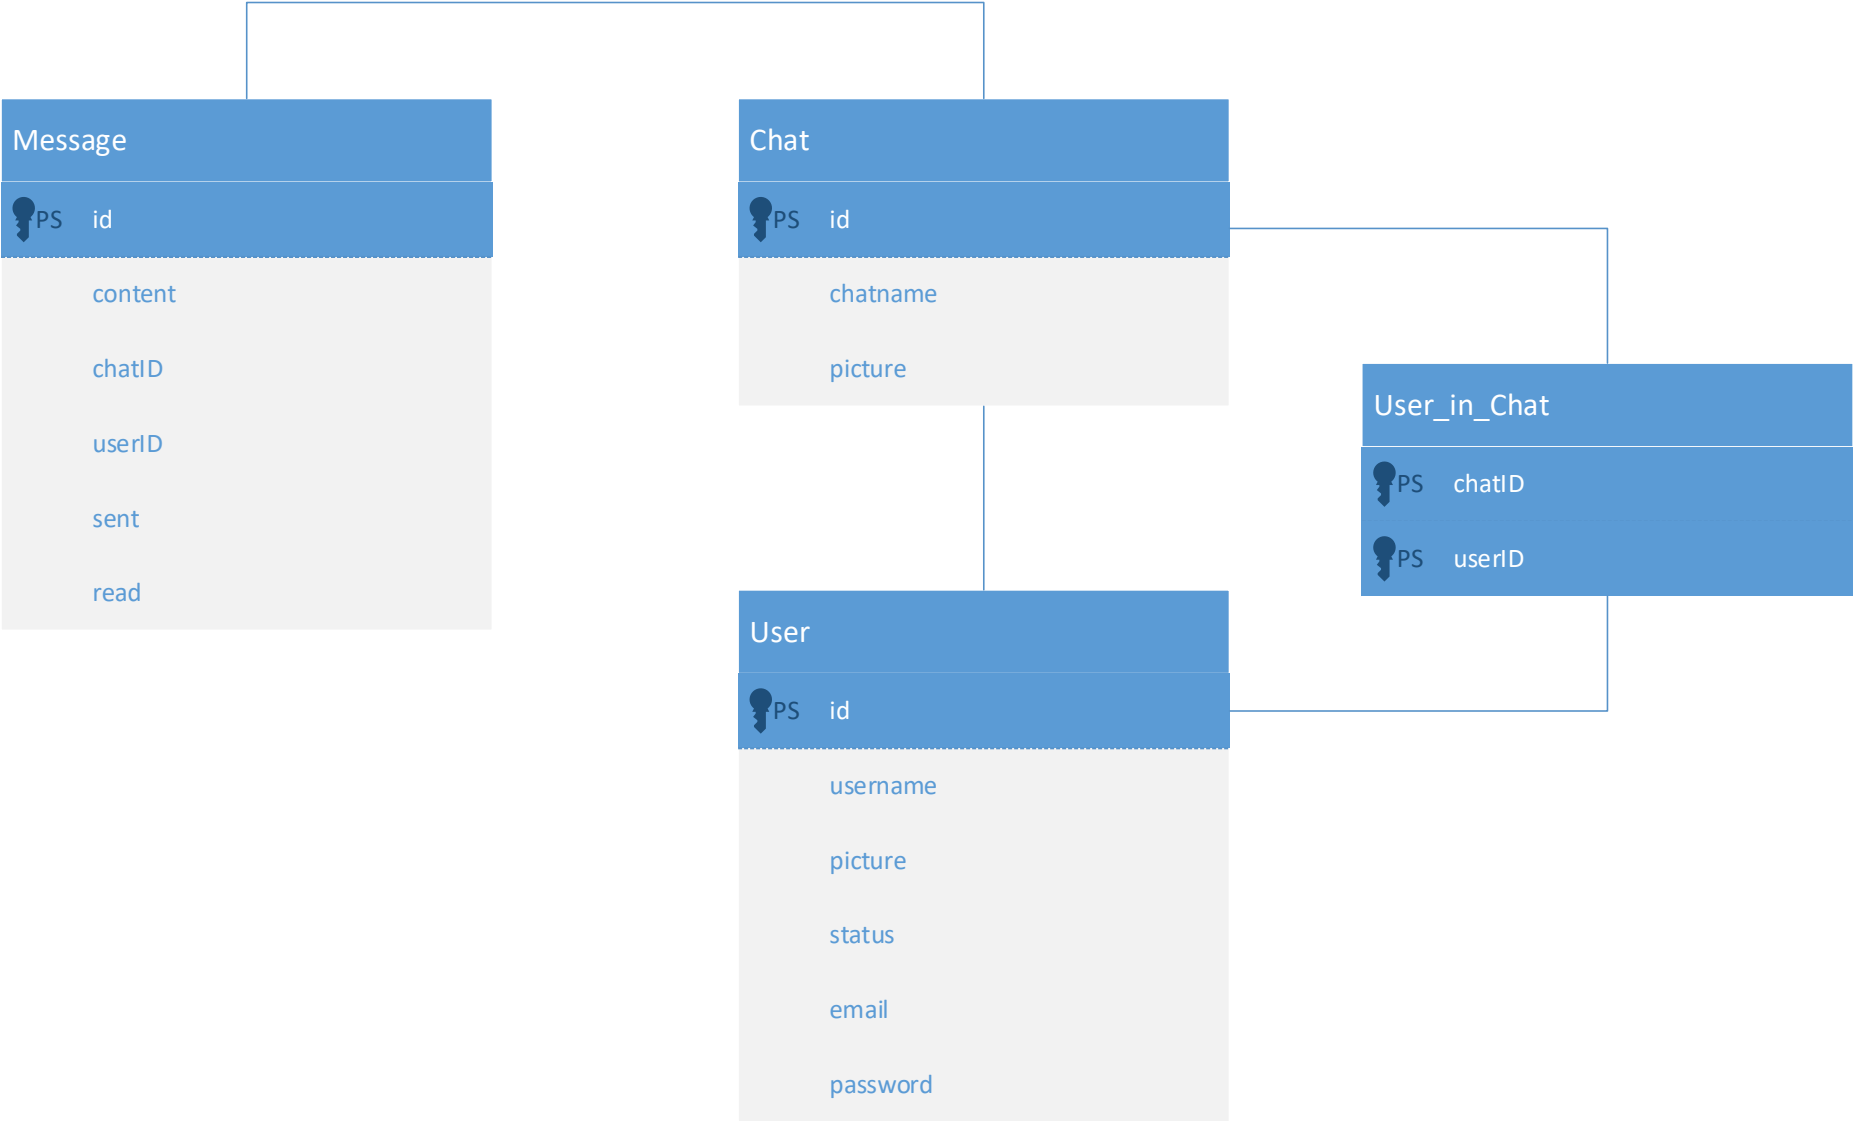 Message
PS id
content
chatID
userID
sent
read
Chat
PS id
chatname
picture
User_in_Chat
PS chatID
PS userID
User
PS id
username
picture
status
email
password